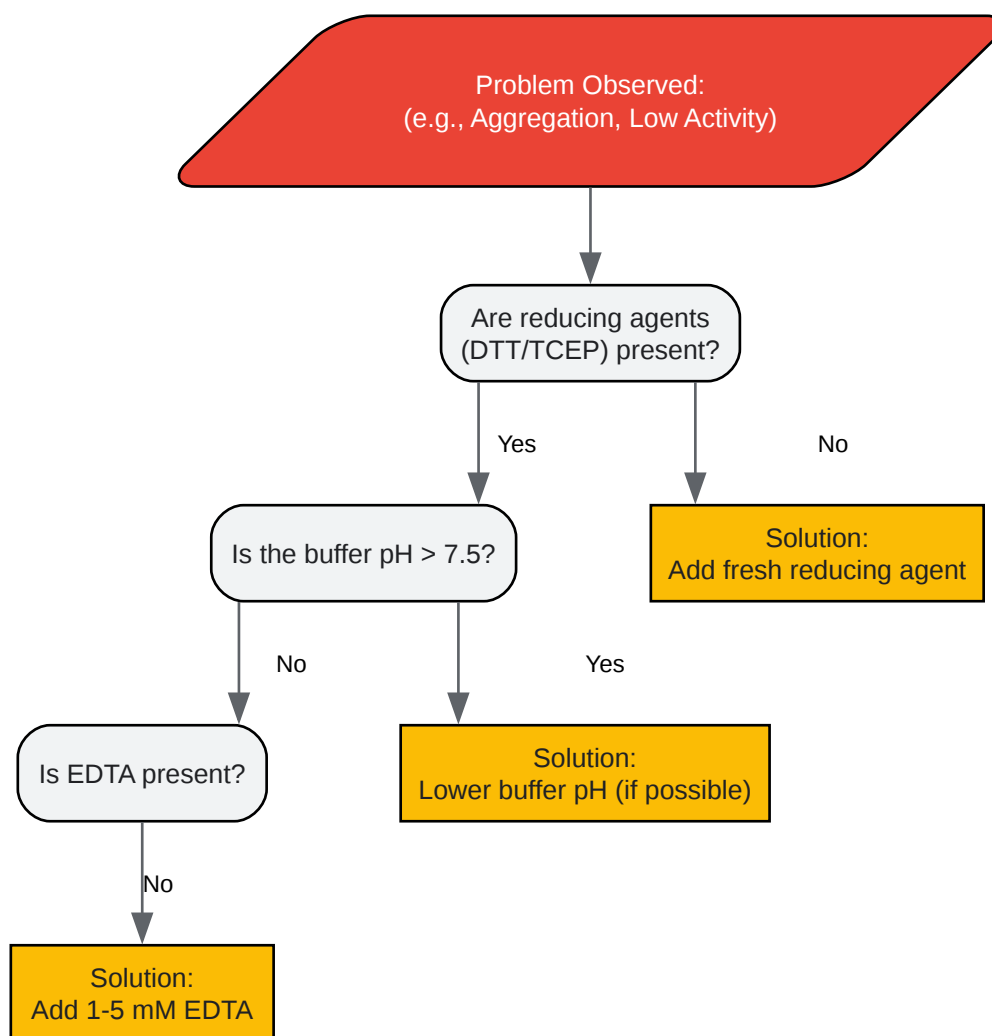 Problem Observed:
(e.g., Aggregation, Low Activity)
Are reducing agents
(DTT/TCEP) present?
Yes
No
Is the buffer pH > 7.5?
Solution:
Add fresh reducing agent
No
Yes
Is EDTA present?
Solution:
Lower buffer pH (if possible)
No
Solution:
Add 1-5 mM EDTA